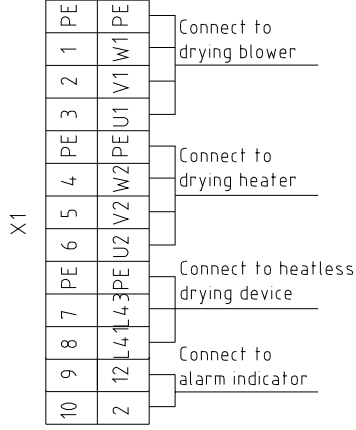 X1
PE PE
1 W1
2 V1
3 U1
Connect to
drying blower
PE PE
4 W2
5 V2
6 U2
Connect to
drying heater
PE PE
7 L43
8 L41
Connect to heatless
drying device
9 12
10 2
Connect to
alarm indicator